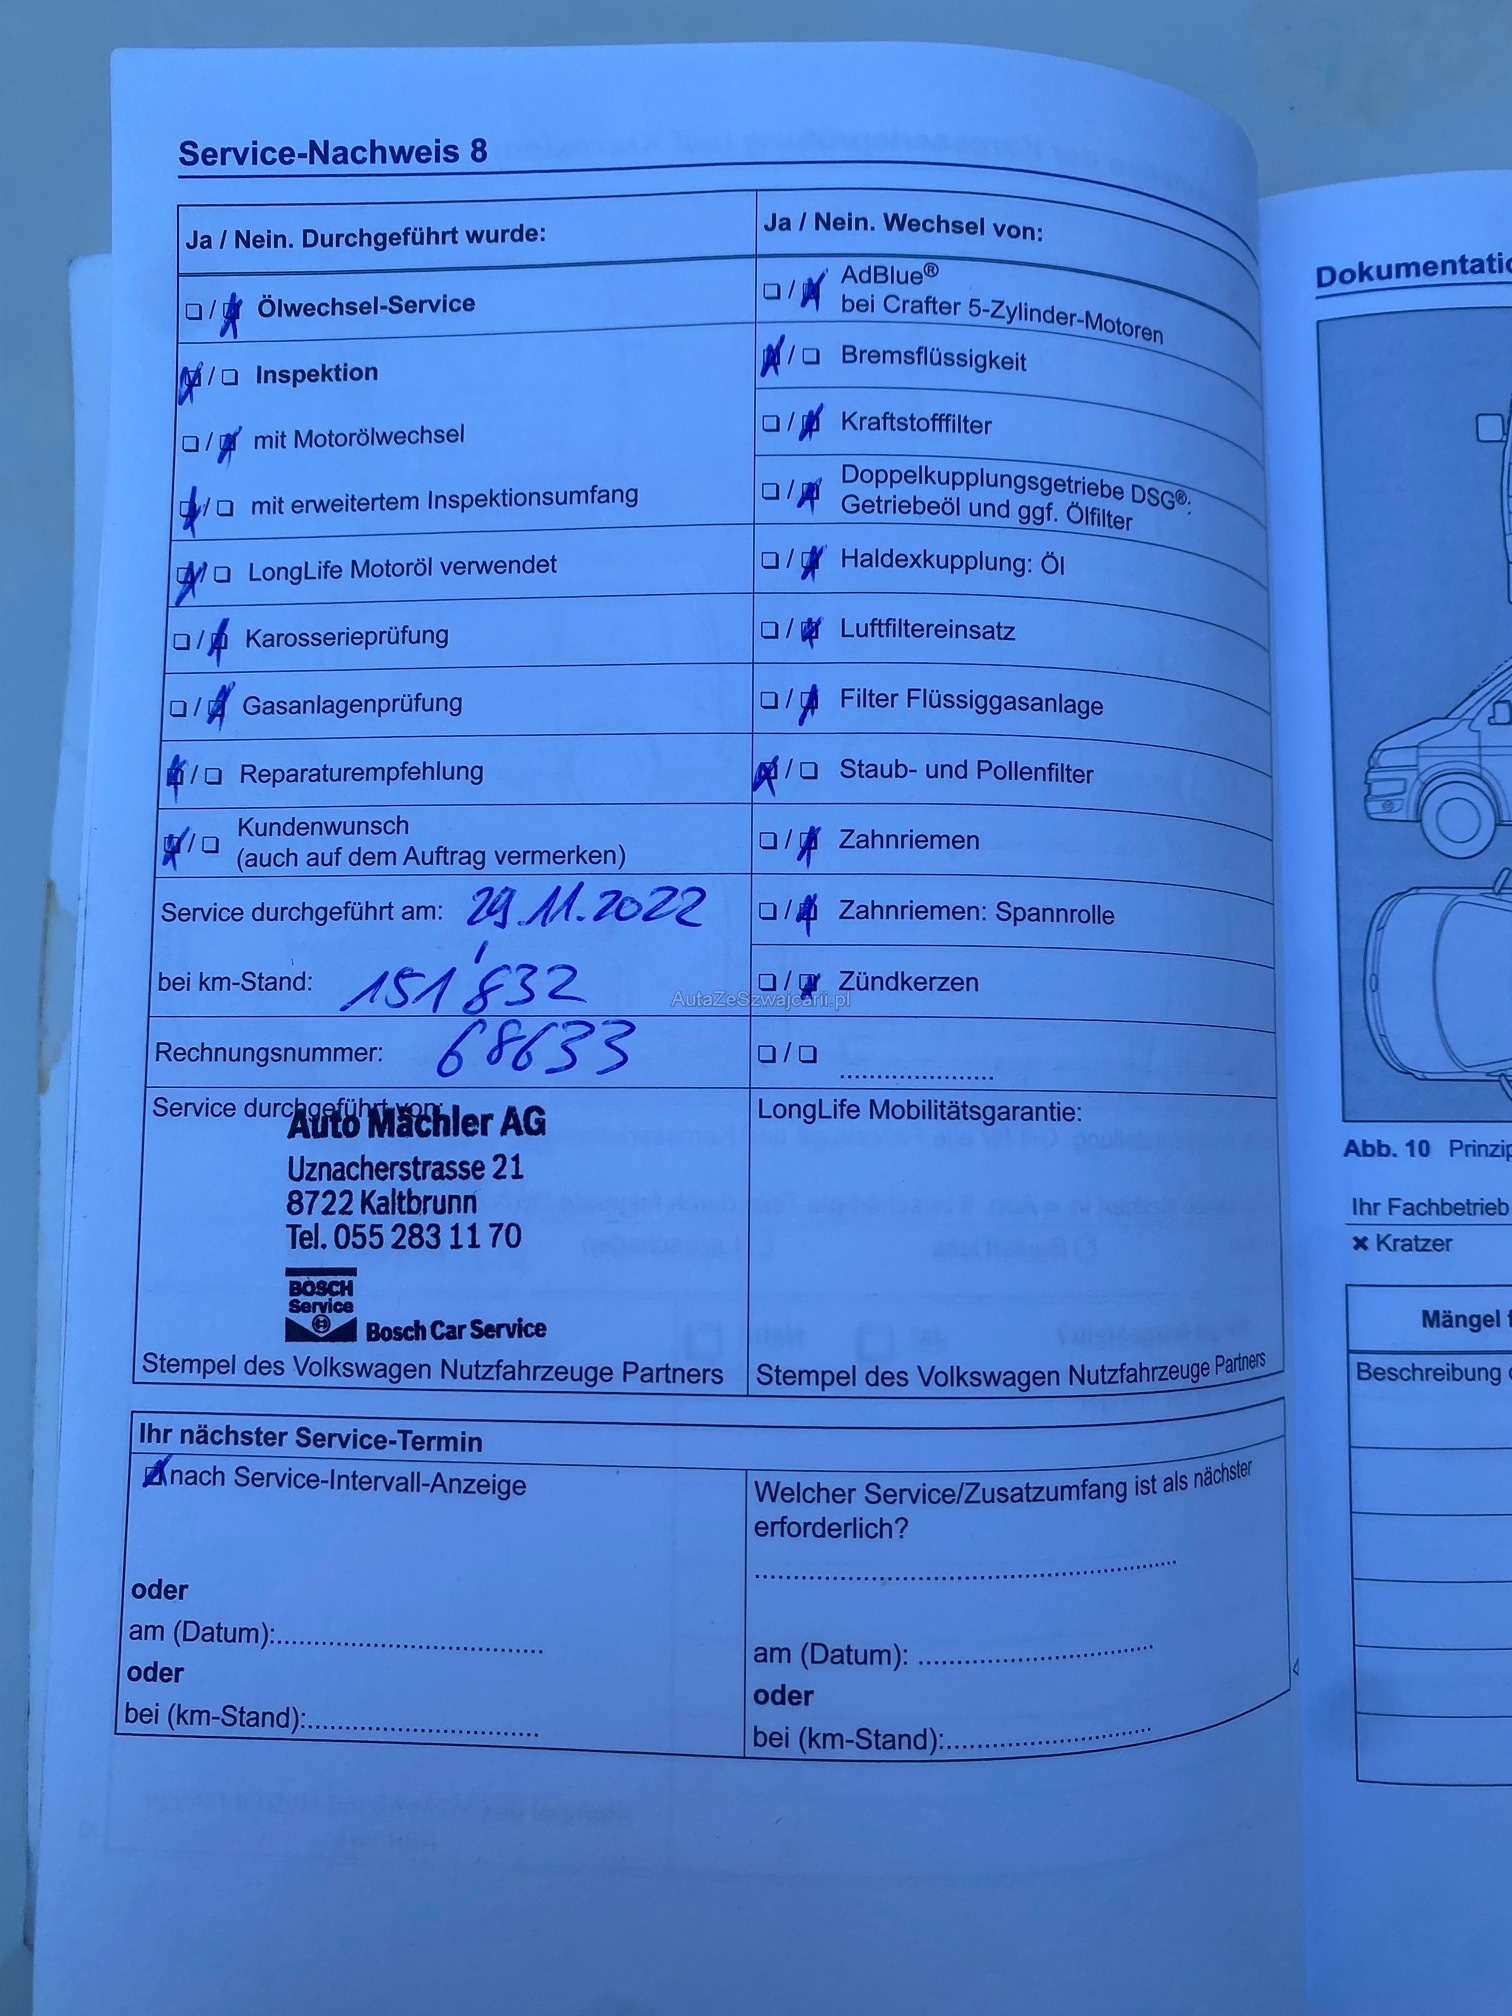 Service-Nachweis 8
Ja / Nein. Durchgeführt wurde:
/ Ölwechsel-Service
/ Inspektion
/ mit Motorölwechsel
/ mit erweitertem Inspektionsumfang
/ LongLife Motoröl verwendet
/ Karosserieprüfung
/ Gasanlagenprüfung
/ Reparaturempfehlung
/ Kundenwunsch
(auch auf dem Auftrag vermerken)
Service durchgeführt am: 29.11.2022
bei km-Stand: 151'832
Rechnungsnummer: 68633
Service durchgeführt von:
Auto Mächler AG
Uznacherstrasse 21
8722 Kaltbrunn
Tel. 055 283 11 70
BOSCH
Service
Bosch Car Service
Stempel des Volkswagen Nutzfahrzeuge Partners
Ja / Nein. Wechsel von:
/ AdBlue®
bei Crafter 5-Zylinder-Motoren
/ Bremsflüssigkeit
/ Kraftstofffilter
/ Doppelkupplungsgetriebe DSG®:
Getriebeöl und ggf. Ölfilter
/ Haldexkupplung: Öl
/ Luftfiltereinsatz
/ Filter Flüssiggasanlage
/ Staub- und Pollenfilter
/ Zahnriemen
/ Zahnriemen: Spannrolle
/ Zündkerzen
/ ......................
LongLife Mobilitätsgarantie:
Stempel des Volkswagen Nutzfahrzeuge Partners
AutaZeSzwajcarii.pl
Ihr nächster Service-Termin
nach Service-Intervall-Anzeige
oder
am (Datum):......................................
oder
bei (km-Stand):.................................
Welcher Service/Zusatzumfang ist als nächster
erforderlich?
............................................................
am (Datum): .................................
oder
bei (km-Stand):.............................
Dokumentatio
Abb. 10 Prinzip
Ihr Fachbetrieb
× Kratzer
Mängel f
Beschreibung